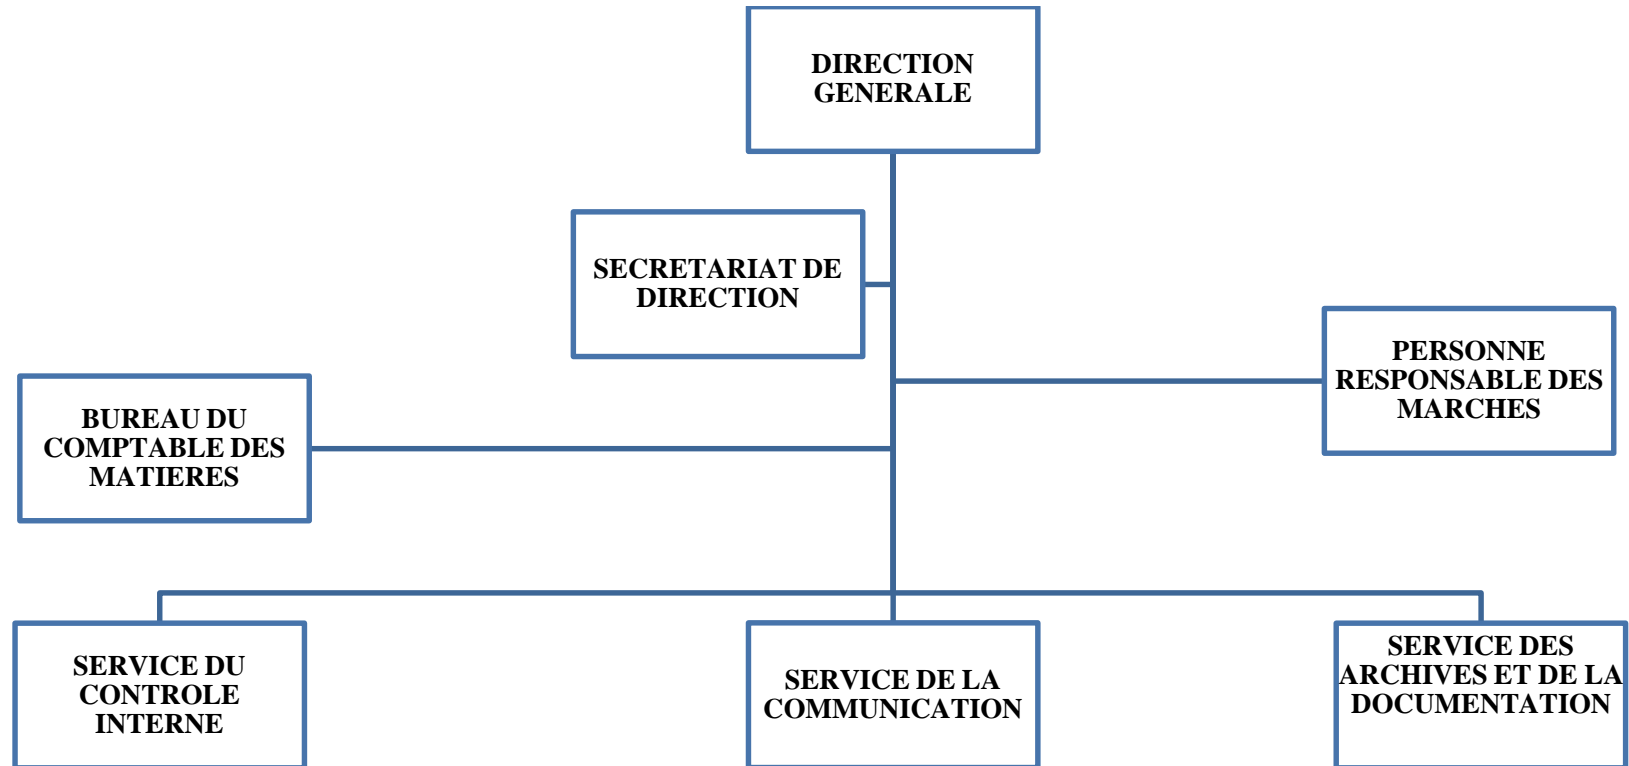 DIRECTION
GENERALE
SECRETARIAT DE
DIRECTION
PERSONNE
RESPONSABLE DES
MARCHES
BUREAU DU
COMPTABLE DES
MATIERES
SERVICE DU
CONTROLE
INTERNE
SERVICE DE LA
COMMUNICATION
SERVICE DES
ARCHIVES ET DE LA
DOCUMENTATION